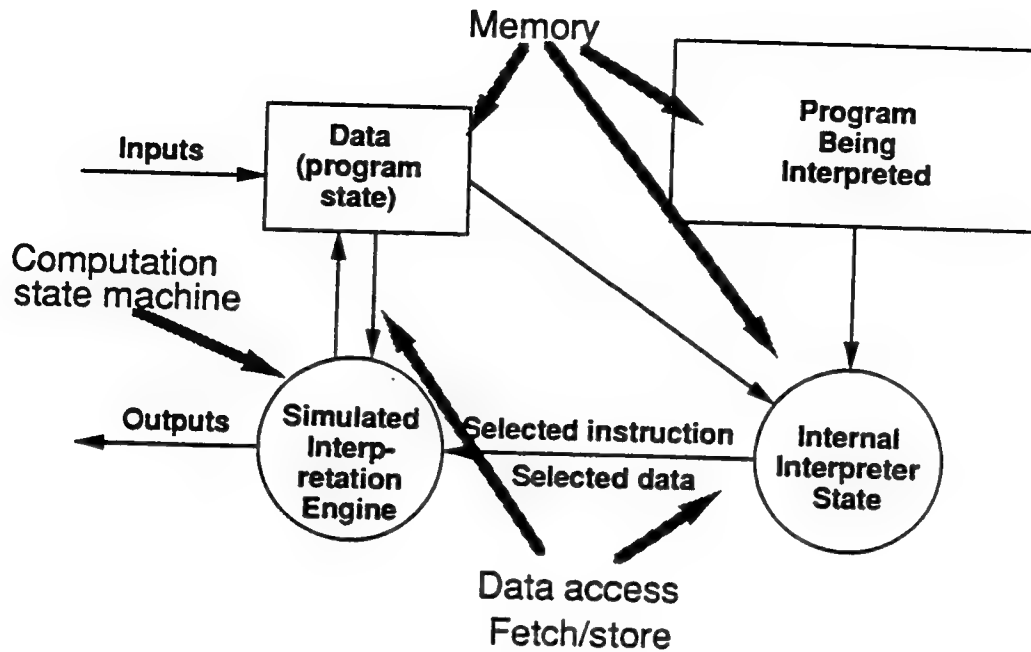 Memory
Data
(program
state)
Program
Being
Interpreted
Inputs
Computation
state machine
Outputs
Simulated
Interp-
retation
Engine
Selected instruction
Selected data
Internal
Interpreter
State
Data access
Fetch/store